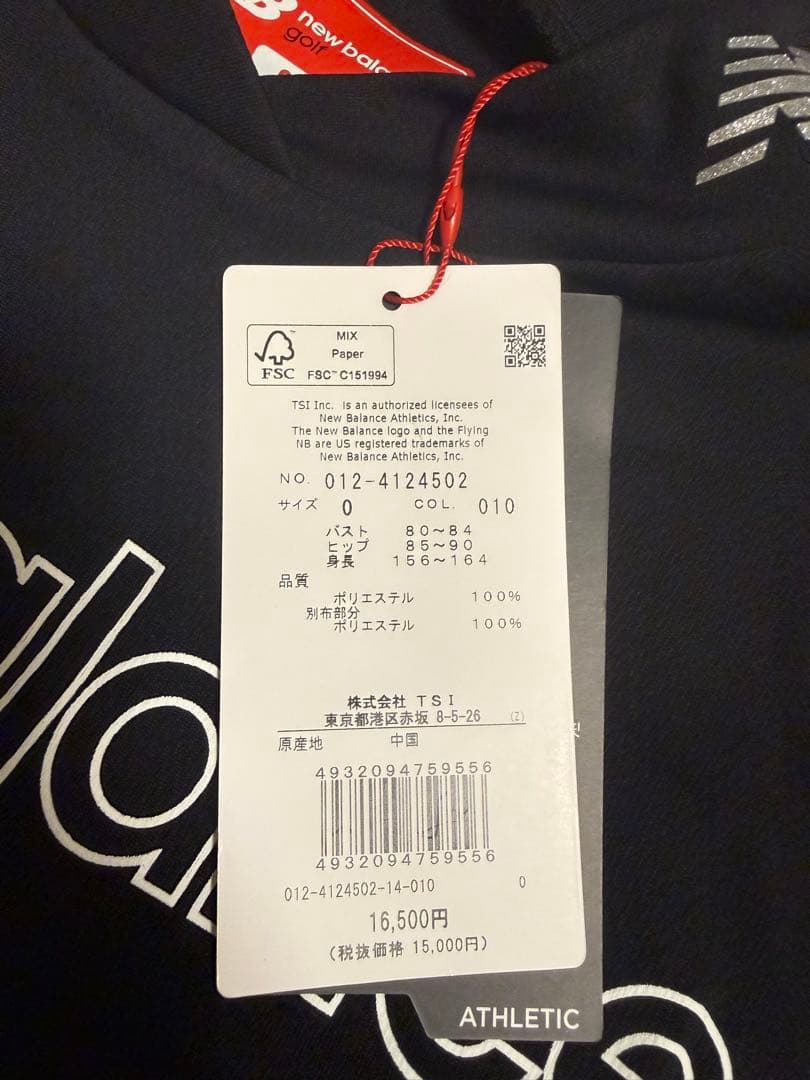 new balance
golf
MIX
Paper
FSC
FSC™ C151994
TSI Inc. is an authorized licensees of
New Balance Athletics, Inc.
The New Balance logo and the Flying
NB are US registered trademarks of
New Balance Athletics, Inc.
NO. 012-4124502
サイズ 0 COL. 010
バスト 80～84
ヒップ 85～90
身長 156～164
品質
ポリエステル 100%
別布部分
ポリエステル 100%
株式会社 TSI
東京都港区赤坂 8-5-26 (Z)
原産地 中国
4932094759556
4932094759556
012-4124502-14-010 0
16,500円
(税抜価格 15,000円)
ATHLETIC